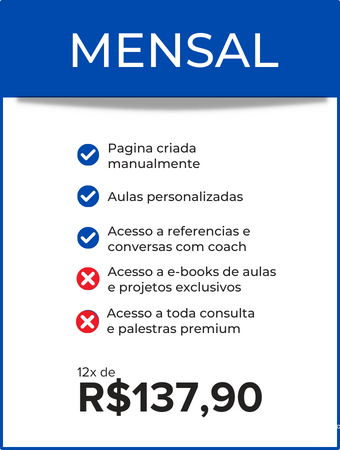 MENSAL
Pagina criada
manualmente
Aulas personalizadas
Acesso a referencias e
conversas com coach
Acesso a e-books de aulas
e projetos exclusivos
Acesso a toda consulta
e palestras premium
12x de
R$137,90